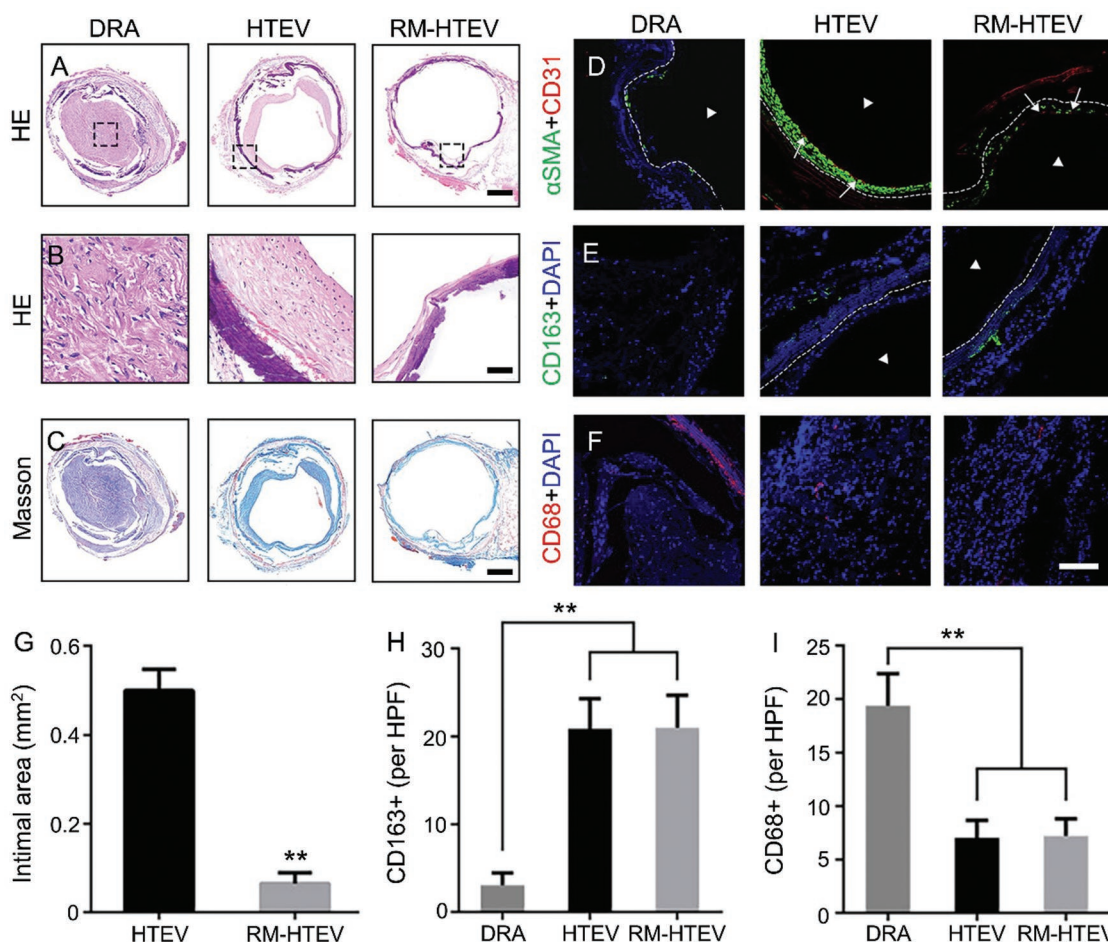 DRA HTEV RM-HTEV
A
HE
B
HE
C
Masson
DRA HTEV RM-HTEV
D
αSMA+CD31
E
CD163+DAPI
F
CD68+DAPI
G
Intimal area (mm²)
0.6
0.4
0.2
0
**
HTEV RM-HTEV
H
CD163+ (per HPF)
**
30
20
10
0
DRA HTEV RM-HTEV
I
CD68+ (per HPF)
**
25
20
15
10
5
0
DRA HTEV RM-HTEV